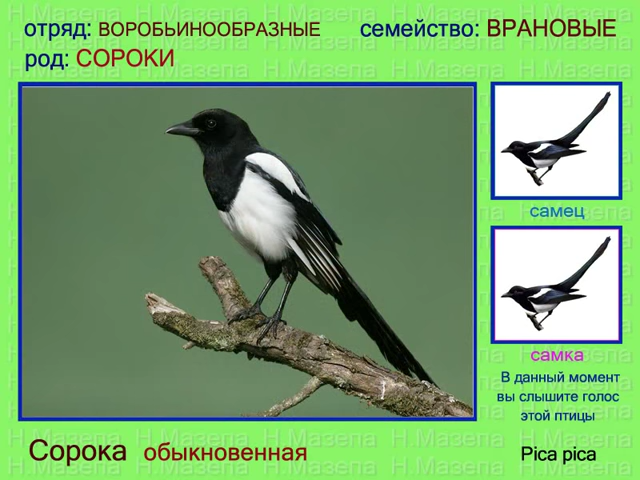 отряд: ВОРОБЬИНООБРАЗНЫЕ семейство: ВРАНОВЫЕ
род: СОРОКИ
самец
самка
В данный момент
вы слышите голос
этой птицы
Сорока обыкновенная Pica pica
Н.Мазепа